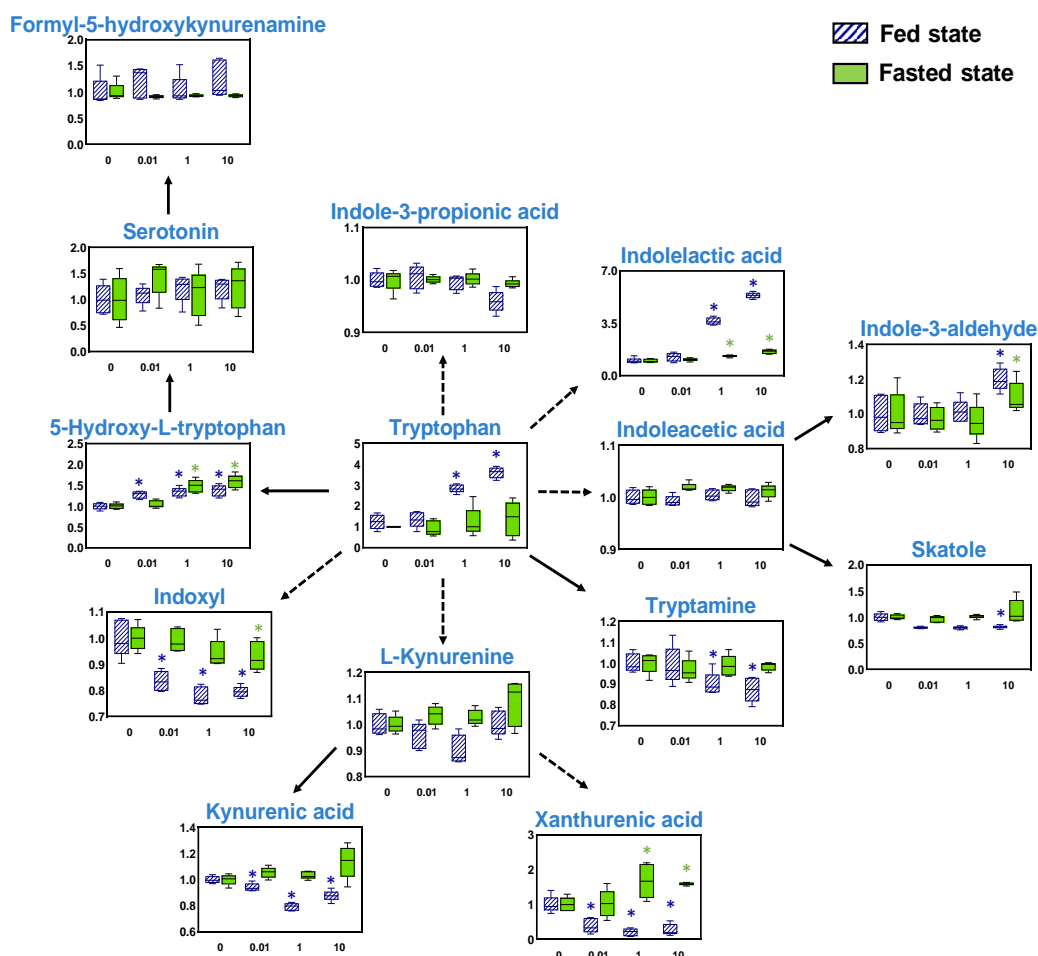 Formyl-5-hydroxykynurenamine
2.0
1.5
1.0
0.5
0.0
0 0.01 1 10
Fed state
Fasted state
Serotonin
2.0
1.5
1.0
0.5
0.0
0 0.01 1 10
Indole-3-propionic acid
1.1
1.0
0.9
0 0.01 1 10
Indolelactic acid
7.0
* *
3.5
* *
0.0
0 0.01 1 10
Indole-3-aldehyde
1.4
* *
1.2
1.0
0.8
0 0.01 1 10
5-Hydroxy-L-tryptophan
2.5
2.0
* * * * *
1.5
1.0
0.5
0.0
0 0.01 1 10
Tryptophan
5
* *
4
3
2
1
0
0 0.01 1 10
Indoleacetic acid
1.1
1.0
0.9
0 0.01 1 10
Skatole
2.0
1.5
*
1.0
0.5
0.0
0 0.01 1 10
Indoxyl
1.1
*
1.0
0.9
* * *
0.8
0.7
0 0.01 1 10
Tryptamine
1.2
1.1
* *
1.0
0.9
0.8
0.7
0 0.01 1 10
L-Kynurenine
1.2
1.1
1.0
0.9
0.8
0 0.01 1 10
Kynurenic acid
1.4
1.2
* * *
1.0
0.8
0.6
0 0.01 1 10
Xanthurenic acid
3
* *
2
* * *
1
0
0 0.01 1 10